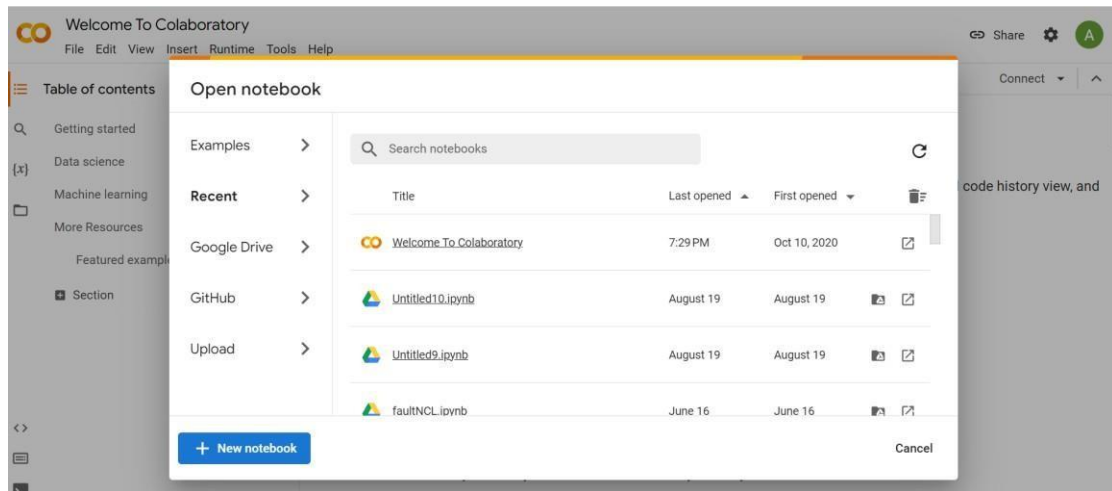 Welcome To Colaboratory
File Edit View Insert Runtime Tools Help
Share
A
Connect
Table of contents
Getting started
Data science
Machine learning
More Resources
Featured exampl
Section
{x}
<>
Open notebook
Examples
Recent
Google Drive
GitHub
Upload
Search notebooks
Title Last opened First opened
Welcome To Colaboratory 7:29 PM Oct 10, 2020
Untitled10.ipynb August 19 August 19
Untitled9.ipynb August 19 August 19
faultNCL.ipynb June 16 June 16
+ New notebook
Cancel
code history view, and